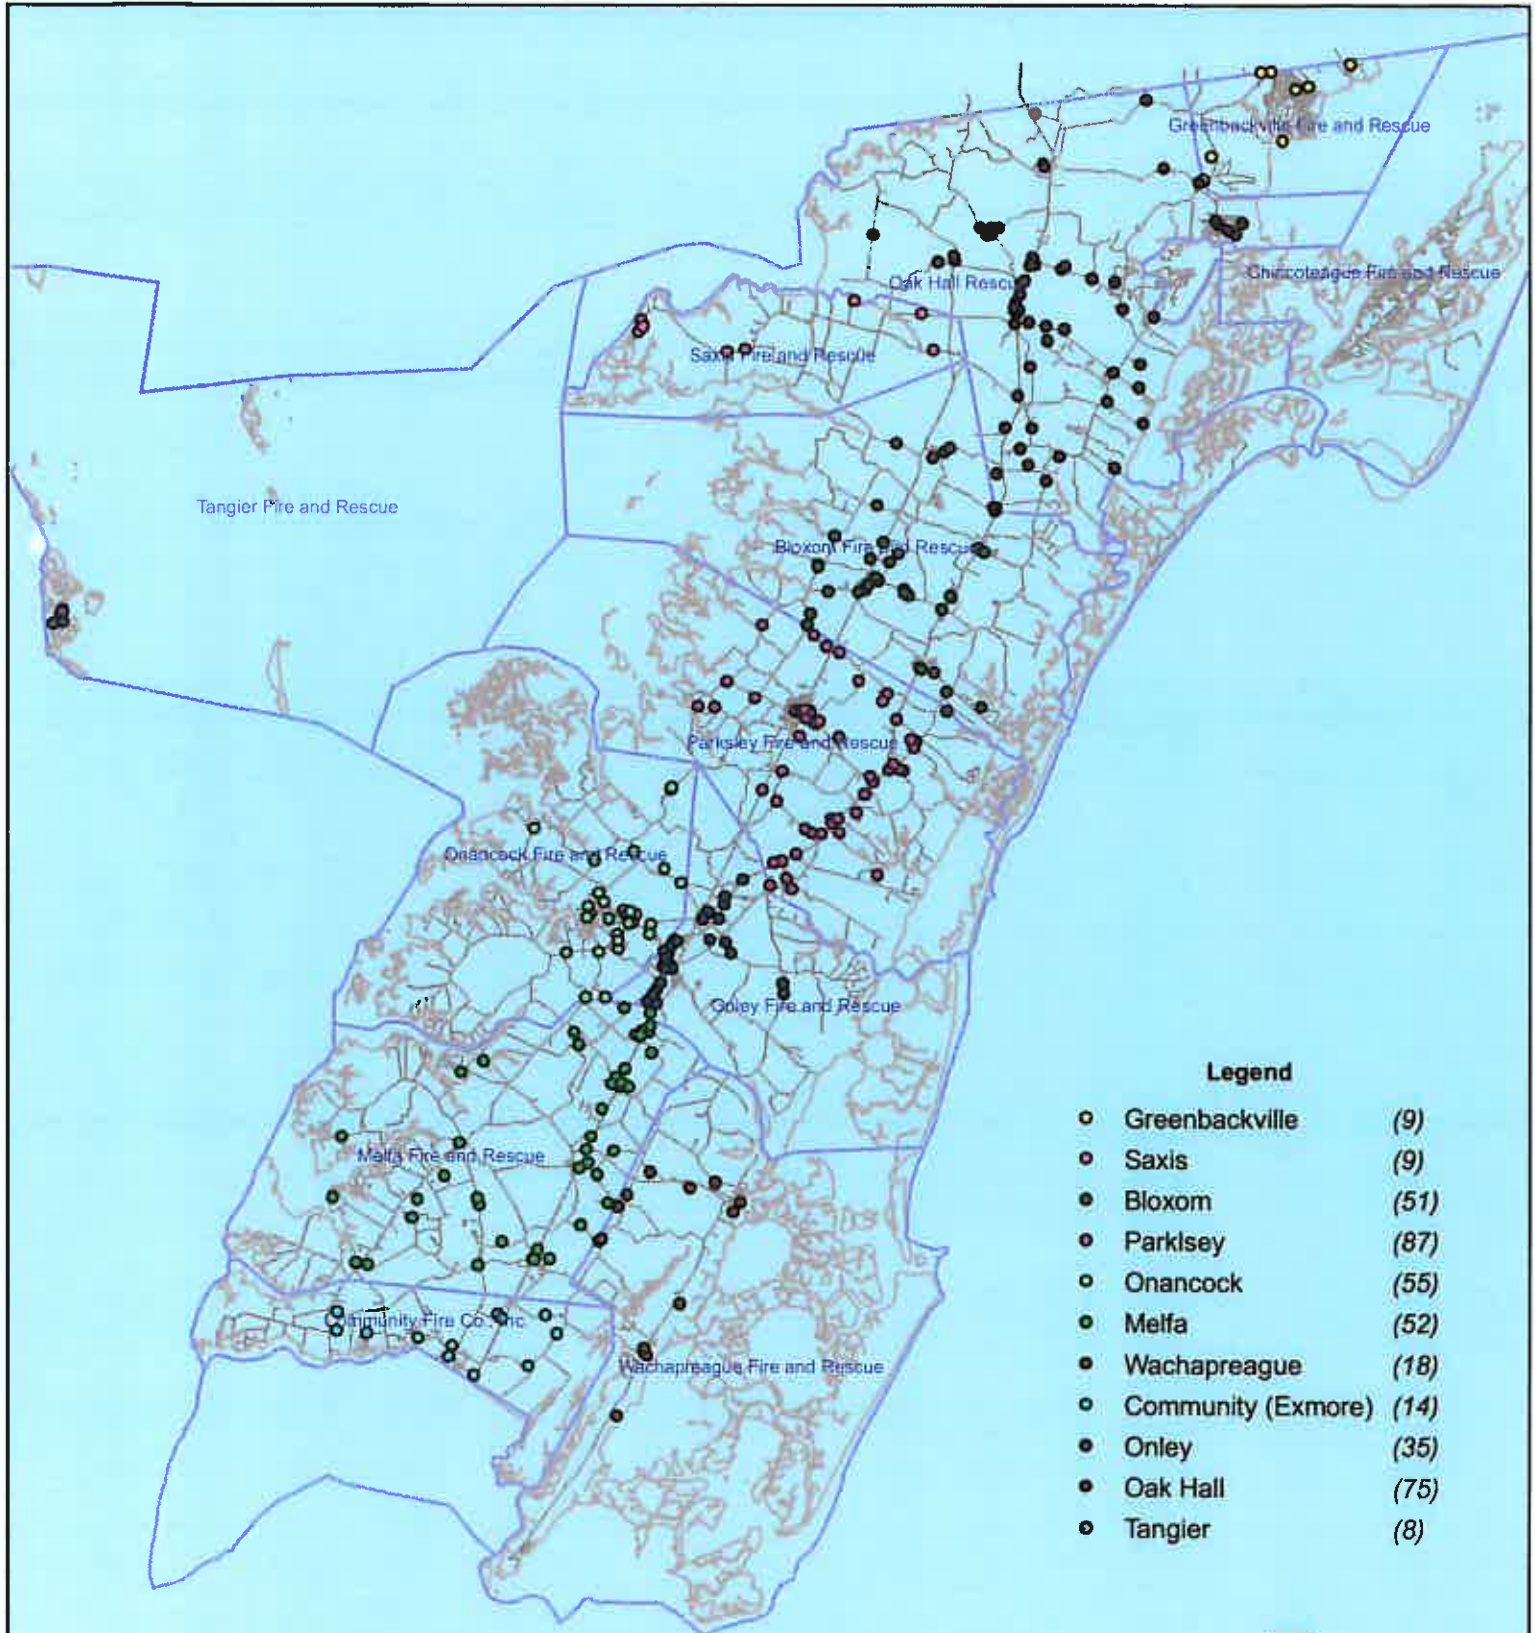 Greenbackville Fire and Rescue
Chincoteague Fire and Rescue
Oak Hall Rescue
Saxis Fire and Rescue
Tangier Fire and Rescue
Bloxom Fire and Rescue
Parksley Fire and Rescue
Onancock Fire and Rescue
Onley Fire and Rescue
Melfa Fire and Rescue
Community Fire Co., Inc
Wachapreague Fire and Rescue
Legend
Greenbackville (9)
Saxis (9)
Bloxom (51)
Parklsey (87)
Onancock (55)
Melfa (52)
Wachapreague (18)
Community (Exmore) (14)
Onley (35)
Oak Hall (75)
Tangier (8)